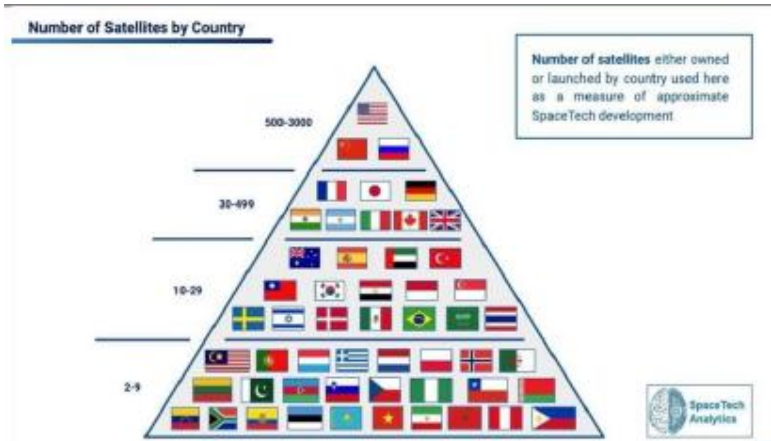 Number of Satellites by Country
Number of satellites either owned
or launched by country used here
as a measure of approximate
SpaceTech development
500-3000
30-499
10-29
2-9
SpaceTech
Analytics